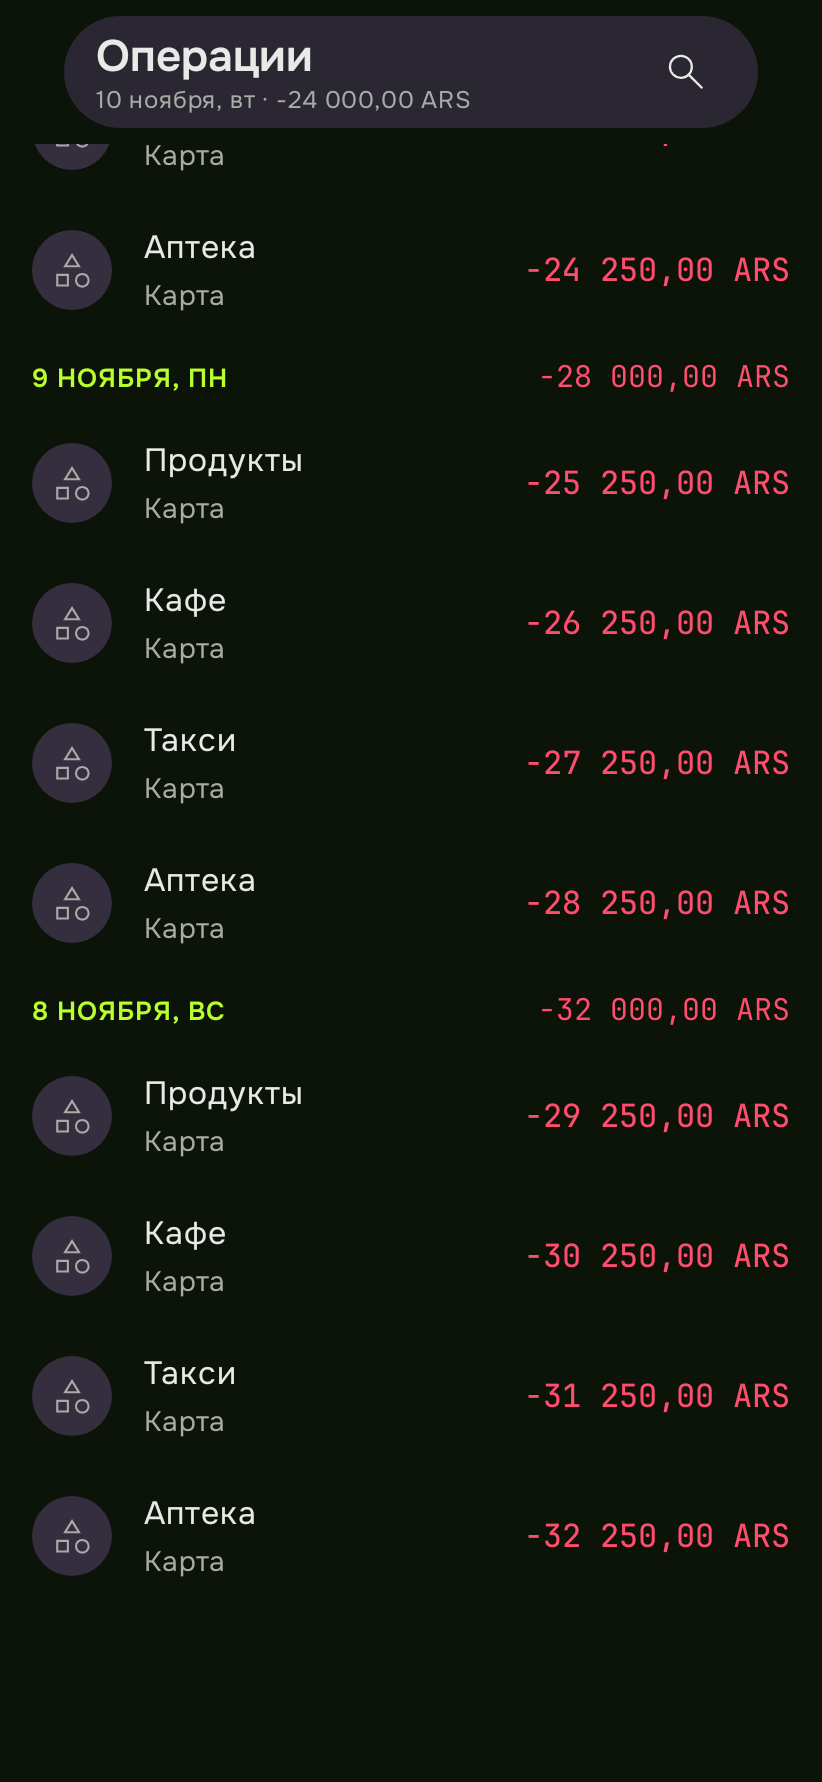 Операции
10 ноября, вт · -24 000,00 ARS
Карта
Аптека
-24 250,00 ARS
Карта
9 НОЯБРЯ, ПН
-28 000,00 ARS
Продукты
-25 250,00 ARS
Карта
Кафе
-26 250,00 ARS
Карта
Такси
-27 250,00 ARS
Карта
Аптека
-28 250,00 ARS
Карта
8 НОЯБРЯ, ВС
-32 000,00 ARS
Продукты
-29 250,00 ARS
Карта
Кафе
-30 250,00 ARS
Карта
Такси
-31 250,00 ARS
Карта
Аптека
-32 250,00 ARS
Карта